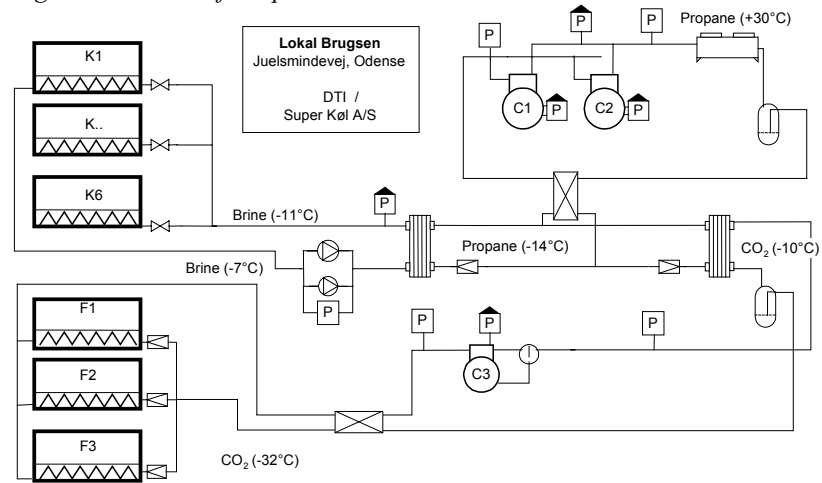 Lokal Brugsen
Juelsmindevej, Odense
DTI /
Super Køl A/S
K1
K..
K6
F1
F2
F3
Brine (-11°C)
Brine (-7°C)
P
P
P
P
P
Propane (+30°C)
C1
P
C2
P
Propane (-14°C)
CO2 (-10°C)
P
P
P
C3
CO2 (-32°C)